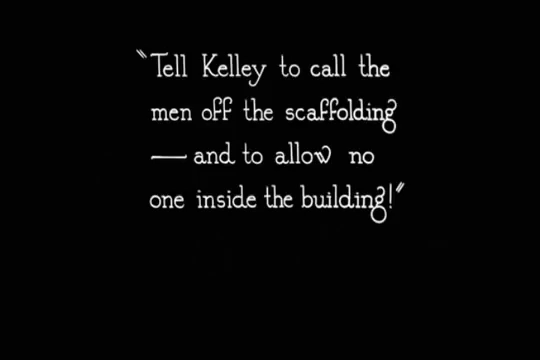 "Tell Kelley to call the
men off the scaffolding
— and to allow no
one inside the building!"